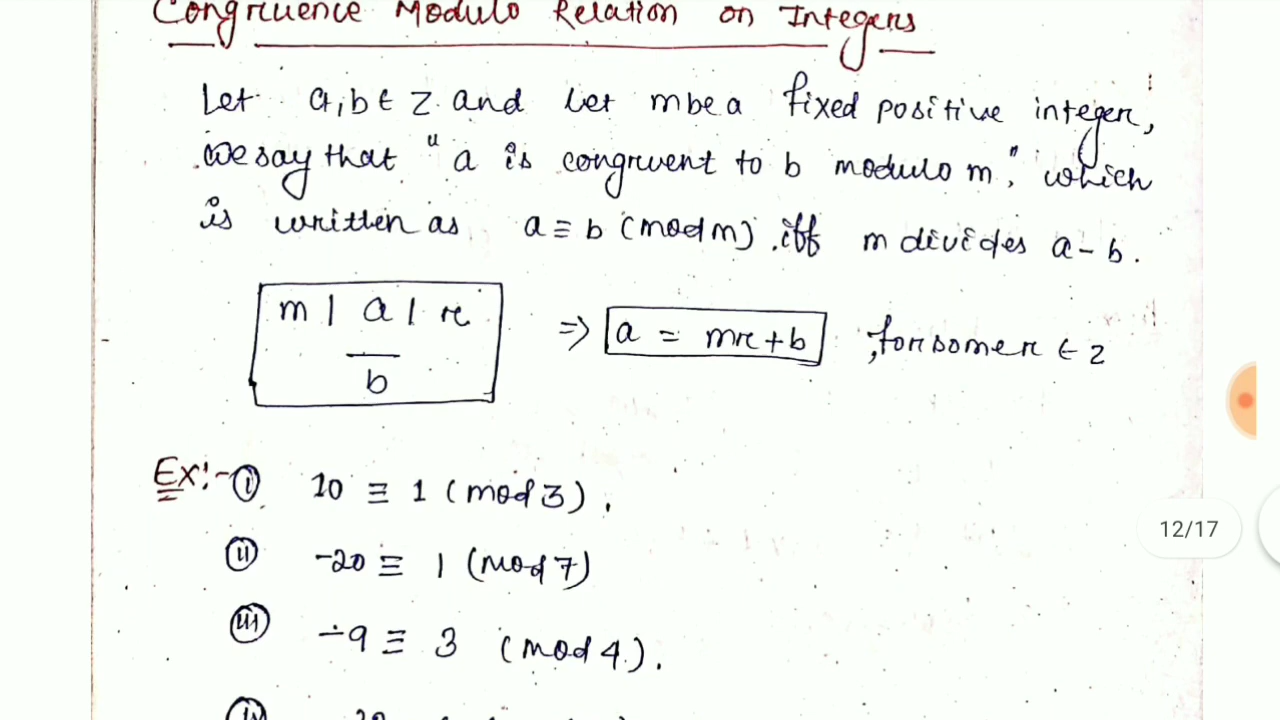 Congruence Modulo Relation on Integers
Let a, b ∈ Z and let m be a fixed positive integer,
we say that "a is congruent to b modulo m", which
is written as a ≡ b (mod m) iff m divides a - b.
m | a | r
b
⇒ a = mr + b , for some r ∈ Z
Ex:- (i) 10 ≡ 1 (mod 3).
(ii) -20 ≡ 1 (mod 7)
(iii) -9 ≡ 3 (mod 4).
12/17
(iv)